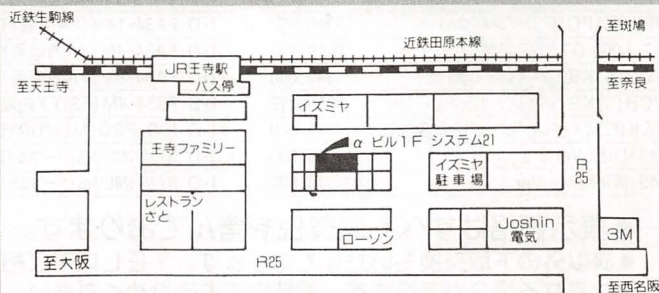 近鉄生駒線
近鉄田原本線
至斑鳩
JR王寺駅
バス停
至天王寺
至奈良
イズミヤ
王寺ファミリー
α ビル1F システム21
イズミヤ
駐車場
R
25
レストラン
さと
ローソン
Joshin
電気
3M
至大阪
R25
至西名阪